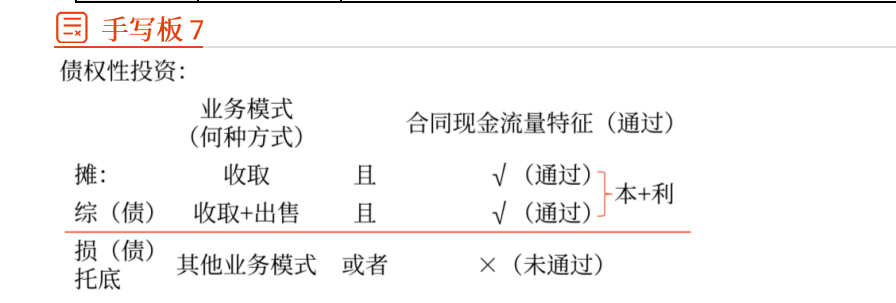 手写板 7
债权性投资：
业务模式
（何种方式） 合同现金流量特征（通过）
摊： 收取 且 √（通过）
本+利
综（债） 收取+出售 且 √（通过）
损（债）
托底 其他业务模式 或者 ×（未通过）